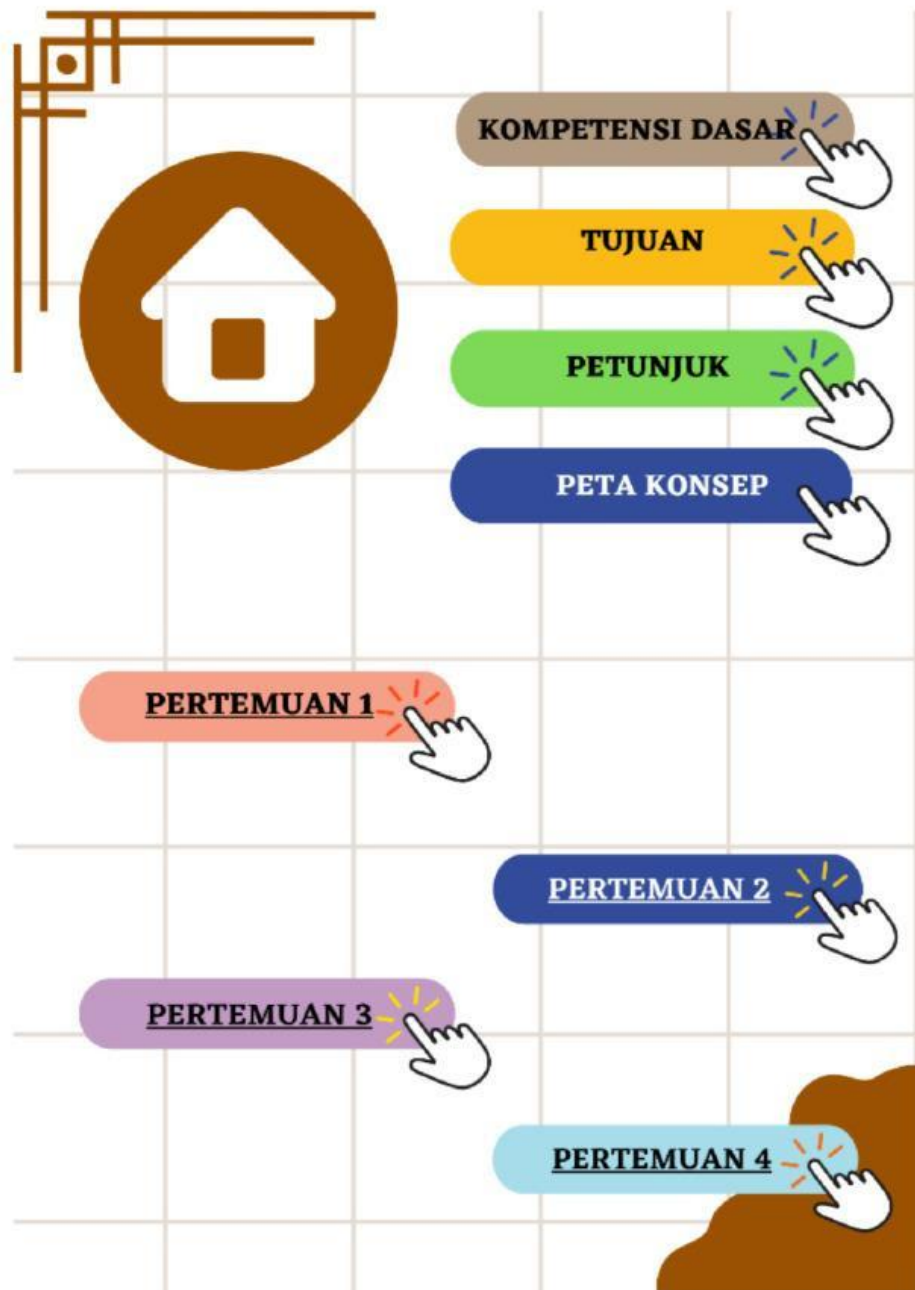 KOMPETENSI DASAR
TUJUAN
PETUNJUK
PETA KONSEP
PERTEMUAN 1
PERTEMUAN 2
PERTEMUAN 3
PERTEMUAN 4